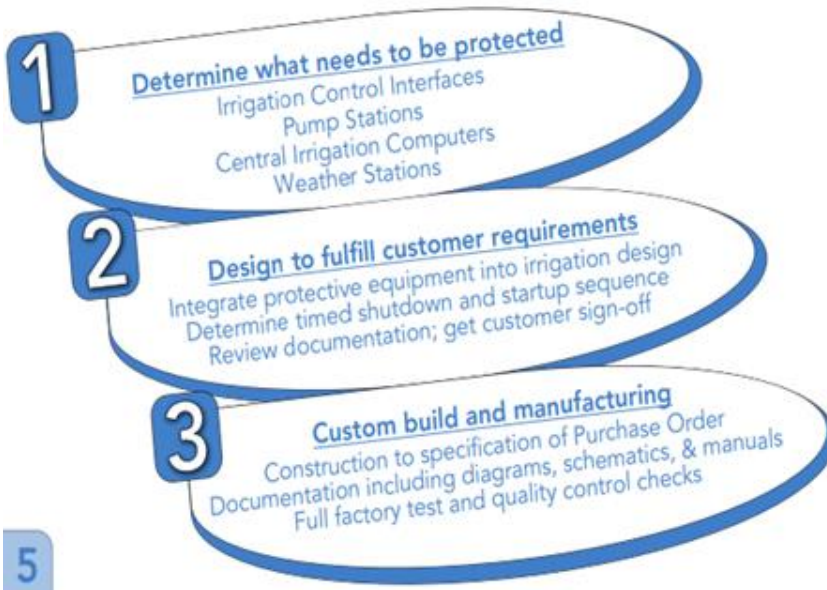 1
Determine what needs to be protected
Irrigation Control Interfaces
Pump Stations
Central Irrigation Computers
Weather Stations
2
Design to fulfill customer requirements
Integrate protective equipment into irrigation design
Determine timed shutdown and startup sequence
Review documentation; get customer sign-off
3
Custom build and manufacturing
Construction to specification of Purchase Order
Documentation including diagrams, schematics, & manuals
Full factory test and quality control checks
5